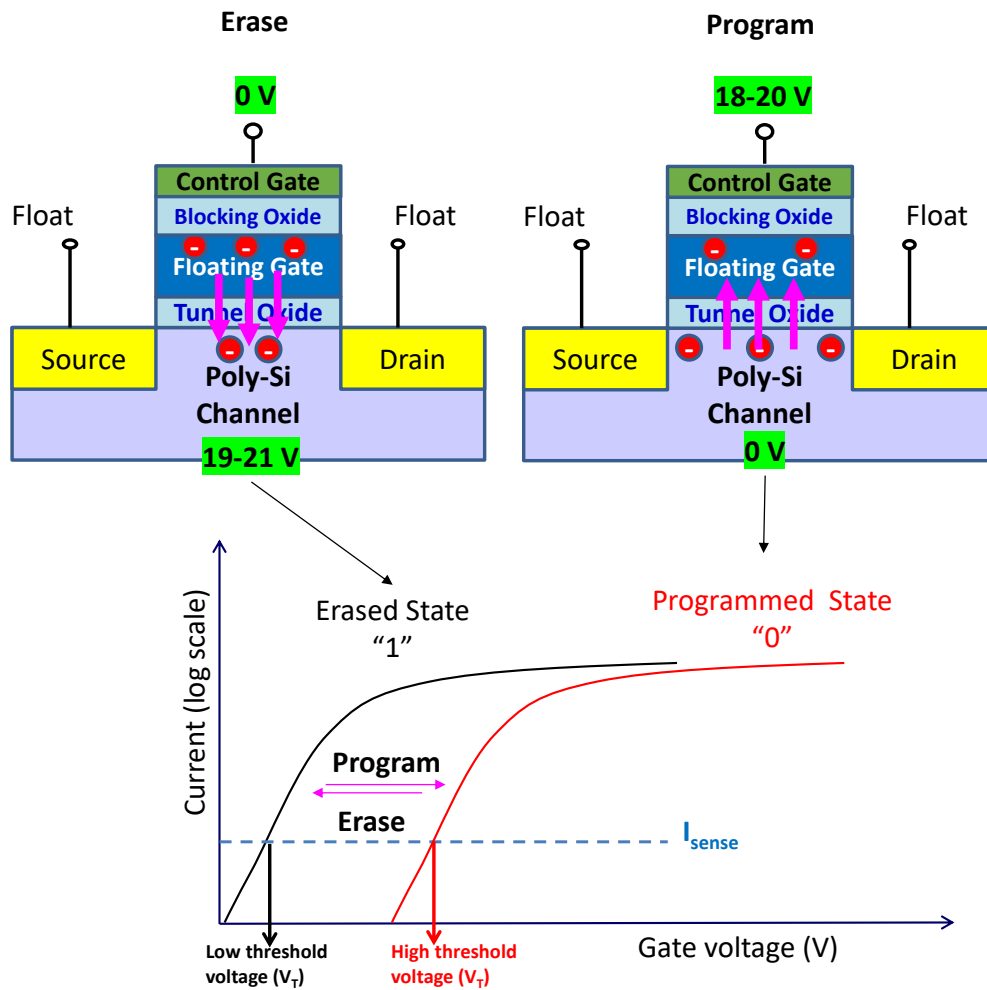 Erase
0 V
Control Gate
Blocking Oxide
Float
Float
-
-
-
Floating Gate
Tunnel Oxide
Source
-
-
Drain
Poly-Si
Channel
19-21 V
Program
18-20 V
Control Gate
Blocking Oxide
Float
Float
-
-
Floating Gate
Tunnel Oxide
Source
-
-
-
Drain
Poly-Si
Channel
0 V
Current (log scale)
Erased State
“1”
Programmed State
“0”
Program
Erase
Isense
Low threshold
voltage (VT)
High threshold
voltage (VT)
Gate voltage (V)